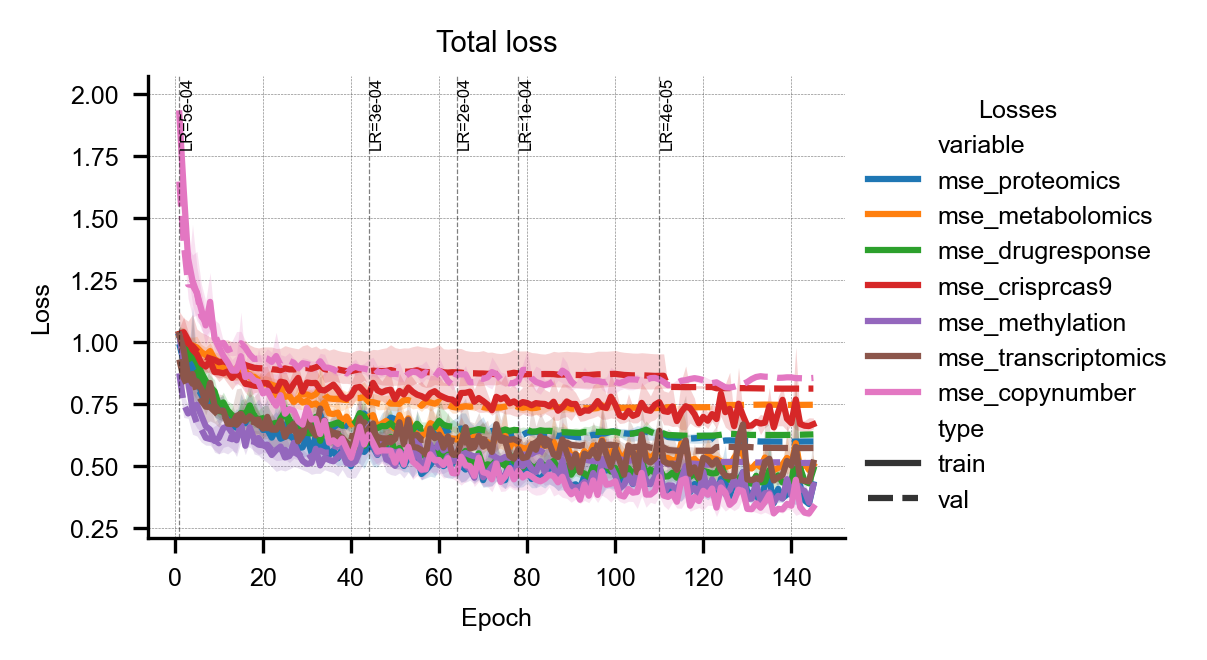 Total loss
LR=5e-04
LR=3e-04
LR=2e-04
LR=1e-04
LR=4e-05
2.00
1.75
1.50
1.25
1.00
0.75
0.50
0.25
Loss
0 20 40 60 80 100 120 140
Epoch
Losses
variable
mse_proteomics
mse_metabolomics
mse_drugresponse
mse_crisprcas9
mse_methylation
mse_transcriptomics
mse_copynumber
type
train
val